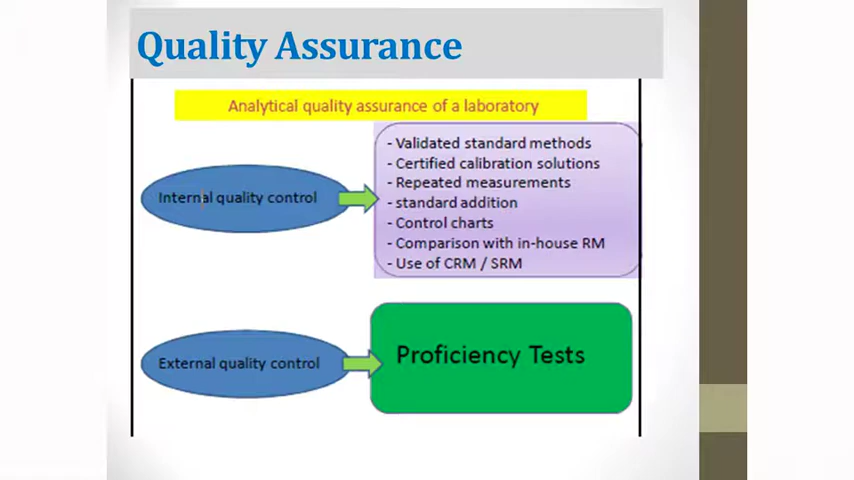 Quality Assurance
Analytical quality assurance of a laboratory
Internal quality control
- Validated standard methods
- Certified calibration solutions
- Repeated measurements
- standard addition
- Control charts
- Comparison with in-house RM
- Use of CRM / SRM
External quality control
Proficiency Tests